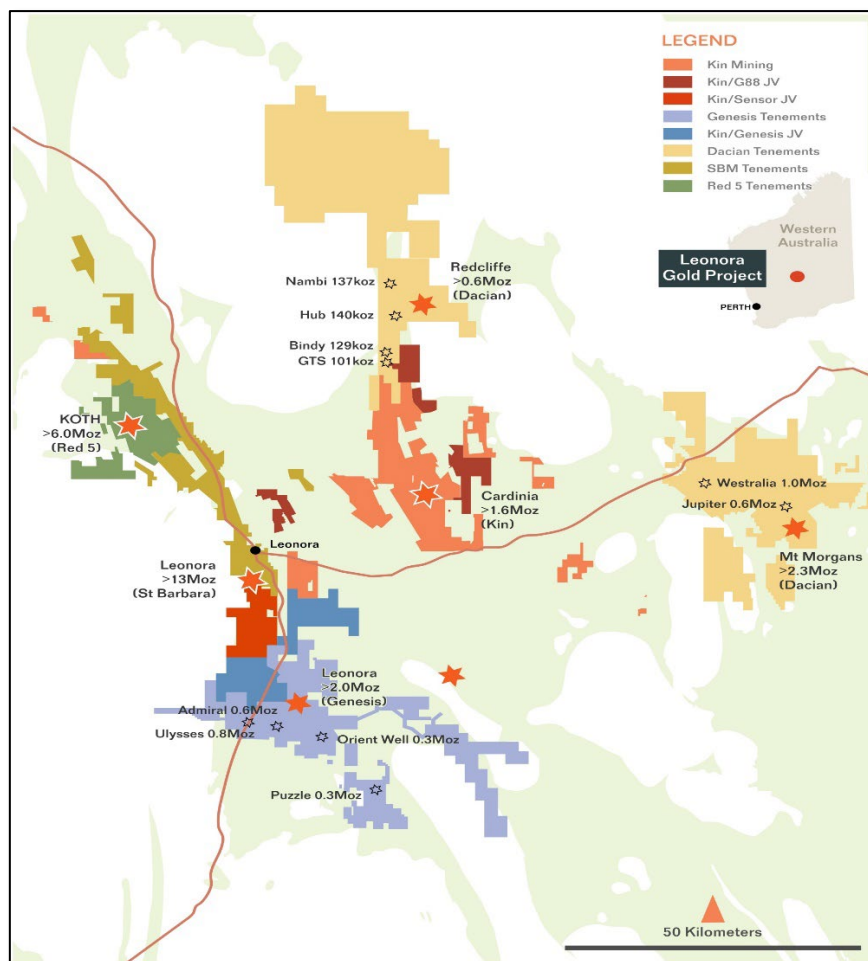 LEGEND
Kin Mining
Kin/G88 JV
Kin/Sensor JV
Genesis Tenements
Kin/Genesis JV
Dacian Tenements
SBM Tenements
Red 5 Tenements
Western
Australia
Leonora
Gold Project
PERTH
Redcliffe
>0.6Moz
(Dacian)
Nambi 137koz
Hub 140koz
Bindy 129koz
GTS 101koz
KOTH
>6.0Moz
(Red 5)
Cardinia
>1.6Moz
(Kin)
Westralia 1.0Moz
Jupiter 0.6Moz
Mt Morgans
>2.3Moz
(Dacian)
Leonora
Leonora
>13Moz
(St Barbara)
Leonora
>2.0Moz
(Genesis)
Admiral 0.6Moz
Ulysses 0.8Moz
Orient Well 0.3Moz
Puzzle 0.3Moz
50 Kilometers